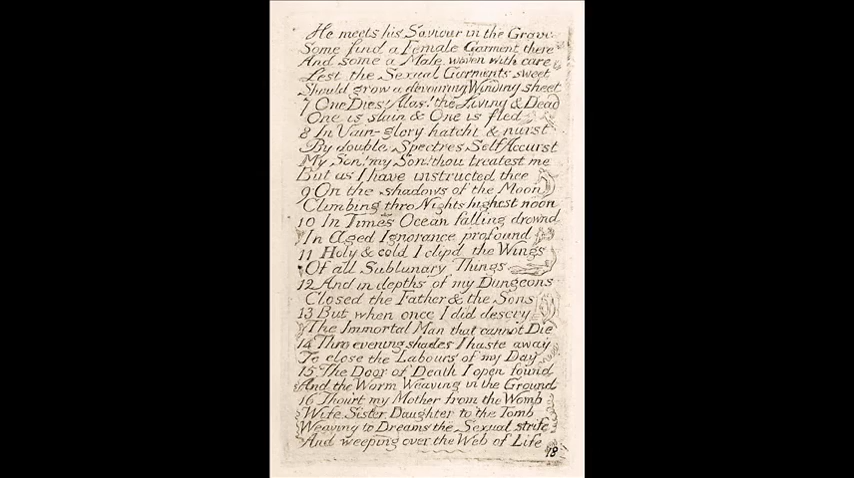 He meets his Saviour in the Grave
Some find a Female Garment there
And some a Male, woven with care
Lest the Sexual Garments sweet
Should grow a devouring Winding sheet
7 One Dies! Alas! the Living & Dead
One is slain & One is fled
8 In Vain-glory hatcht & nurst
By double Spectres Self Accurst
My Son! my Son! thou treatest me
But as I have instructed thee
9 On the shadows of the Moon
Climbing thro Nights highest noon
10 In Times Ocean falling drownd
In Aged Ignorance profound
11 Holy & cold I clipd the Wings
Of all Sublunary Things
12 And in depths of my Dungeons
Closed the Father & the Sons
13 But when once I did descry
The Immortal Man that cannot Die
14 Thro evening shades I haste away
To close the Labours of my Day
15 The Door of Death I open found
And the Worm Weaving in the Ground
16 Thou'rt my Mother from the Womb
Wife, Sister, Daughter to the Tomb
Weaving to Dreams the Sexual strife
And weeping over the Web of Life
18